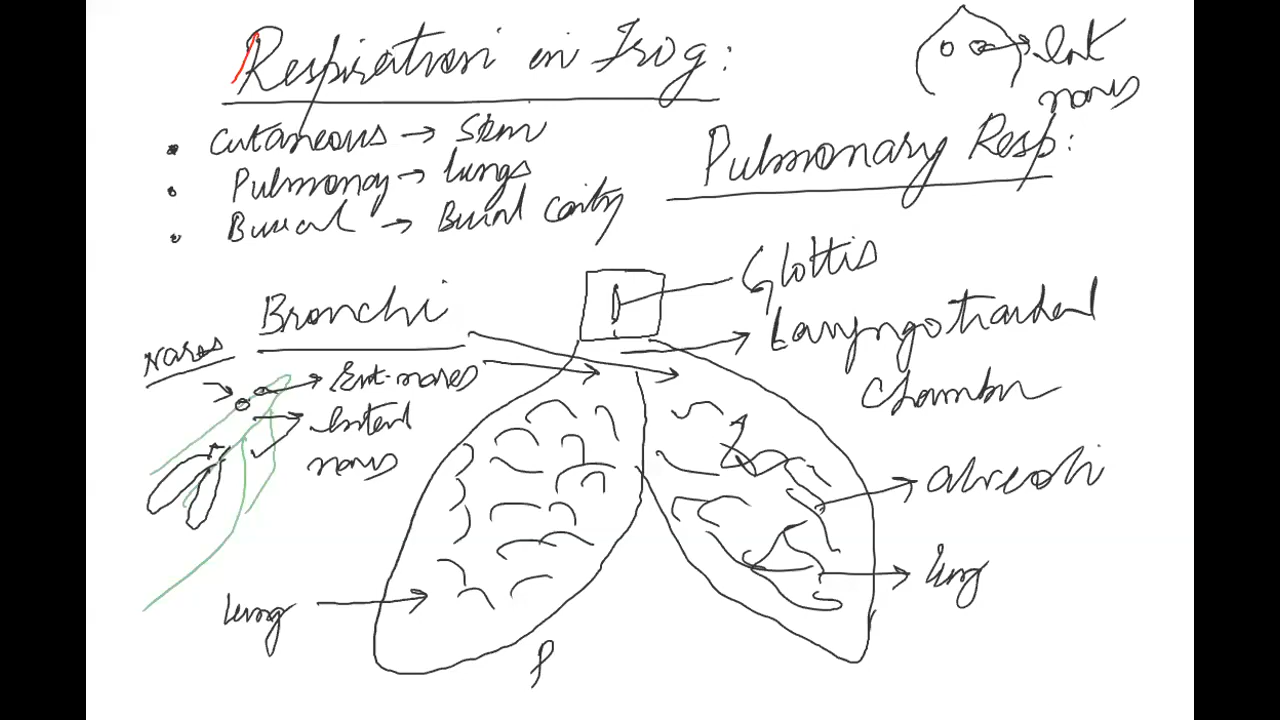 Respiration in Frog:
• Cutaneous → Skin
• Pulmonary → lungs
• Buccal → Buccal cavity
Ext
nares
Pulmonary Resp:
Glottis
Laryngotracheal
Chamber
Bronchi
Nares
Ext. nares
Internal
nares
alveoli
lung
lung
P